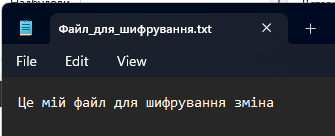 Файл_для_шифрування.txt
File Edit View
Це мій файл для шифрування зміна